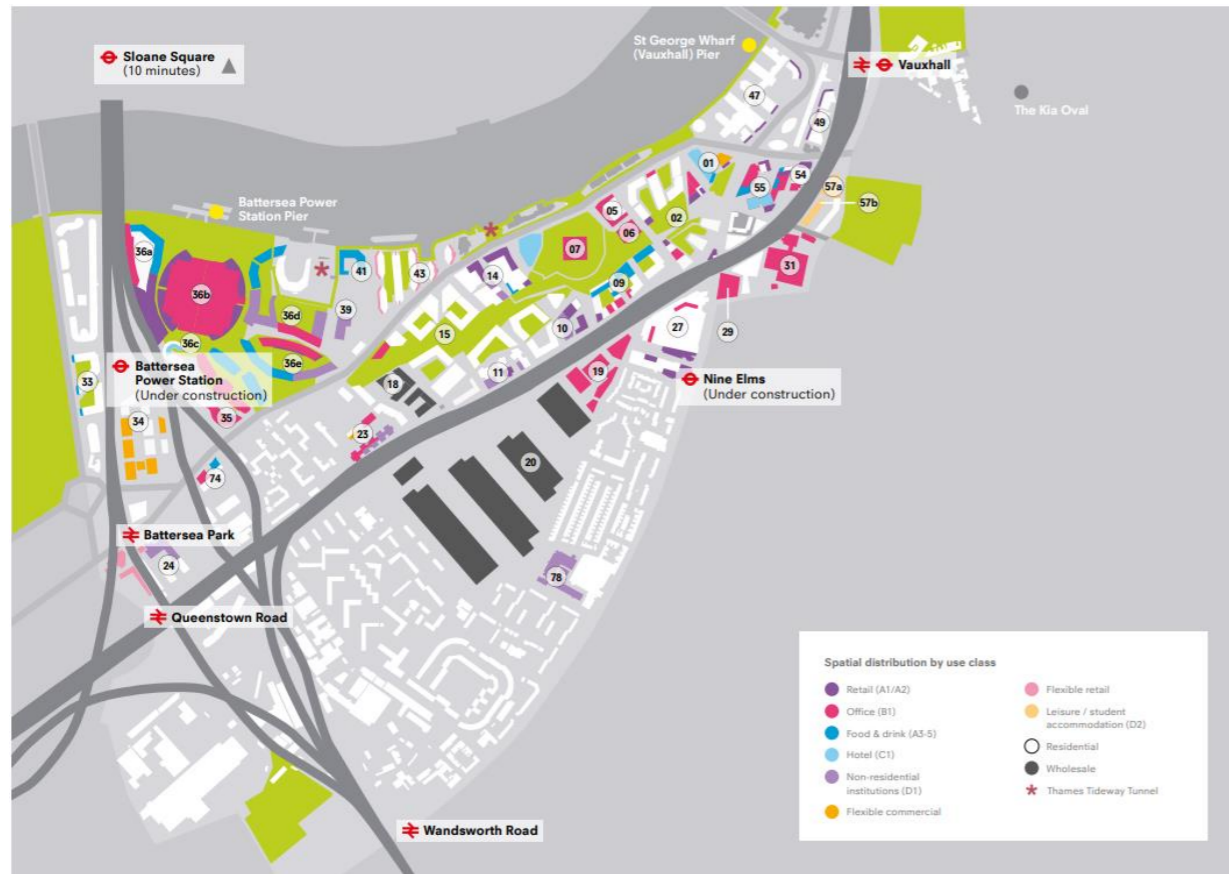 Sloane Square
(10 minutes)
St George Wharf
(Vauxhall) Pier
Vauxhall
The Kia Oval
47
49
01
54
55
57a
57b
05
02
06
07
31
Battersea Power
Station Pier
36a
41
43
14
09
36b
39
36d
10
27
29
15
36c
36e
11
19
Battersea
Power Station
(Under construction)
Nine Elms
(Under construction)
33
18
34
35
23
20
74
Battersea Park
24
78
Queenstown Road
Wandsworth Road
Spatial distribution by use class
Retail (A1/A2)
Office (B1)
Food & drink (A3-5)
Hotel (C1)
Non-residential
institutions (D1)
Flexible commercial
Flexible retail
Leisure / student
accommodation (D2)
Residential
Wholesale
Thames Tideway Tunnel